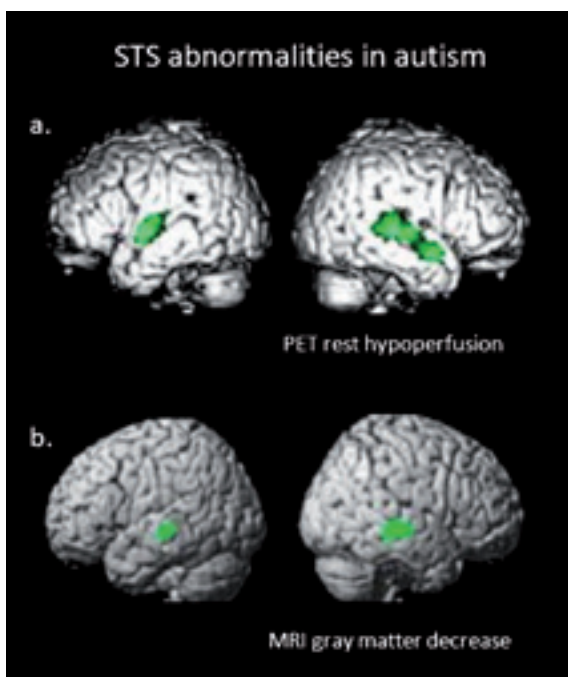 STS abnormalities in autism
a.
PET rest hypoperfusion
b.
MRI gray matter decrease